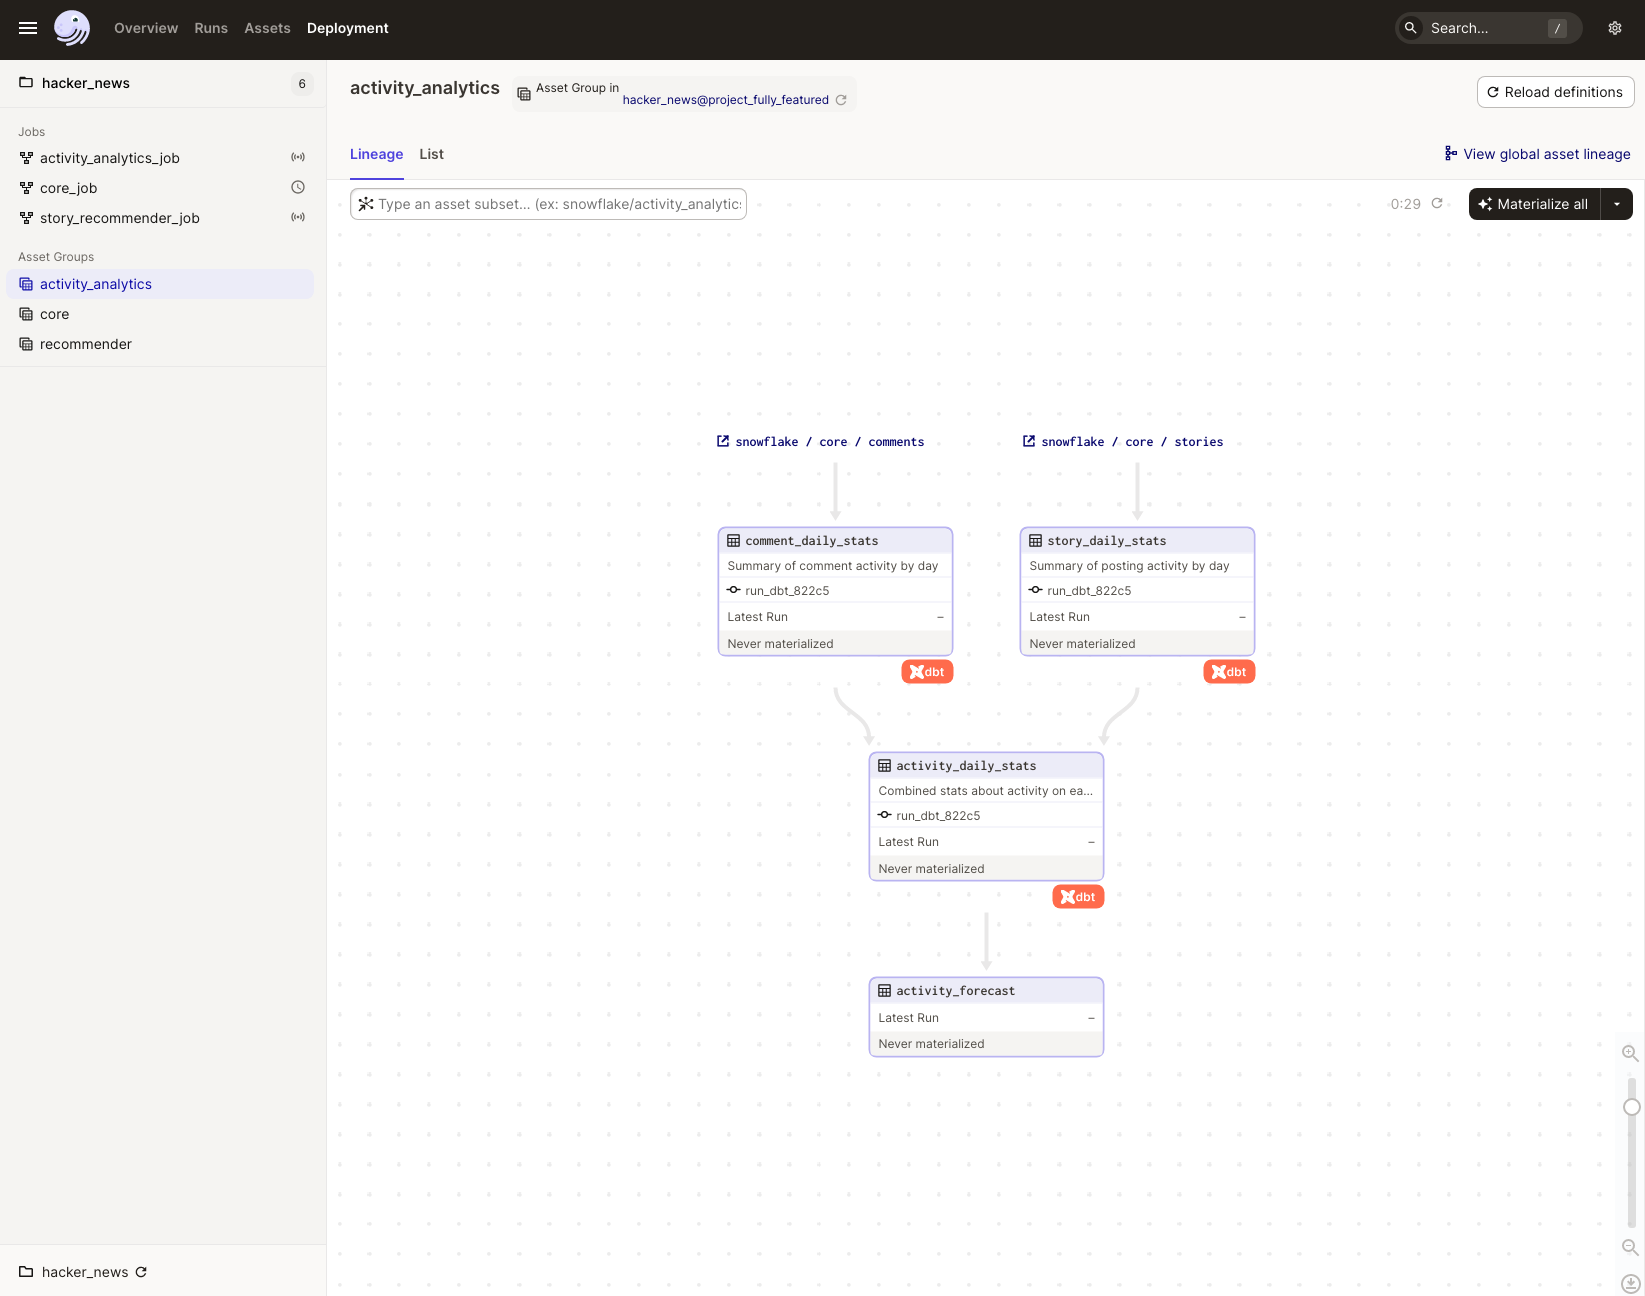 Overview Runs Assets Deployment
Search... /
hacker_news 6
Jobs
activity_analytics_job
core_job
story_recommender_job
Asset Groups
activity_analytics
core
recommender
hacker_news
activity_analytics
Asset Group in
hacker_news@project_fully_featured
Reload definitions
Lineage List
View global asset lineage
Type an asset subset... (ex: snowflake/activity_analytics
0:29
Materialize all
snowflake / core / comments
snowflake / core / stories
comment_daily_stats
Summary of comment activity by day
run_dbt_822c5
Latest Run –
Never materialized
dbt
story_daily_stats
Summary of posting activity by day
run_dbt_822c5
Latest Run –
Never materialized
dbt
activity_daily_stats
Combined stats about activity on ea...
run_dbt_822c5
Latest Run –
Never materialized
dbt
activity_forecast
Latest Run –
Never materialized